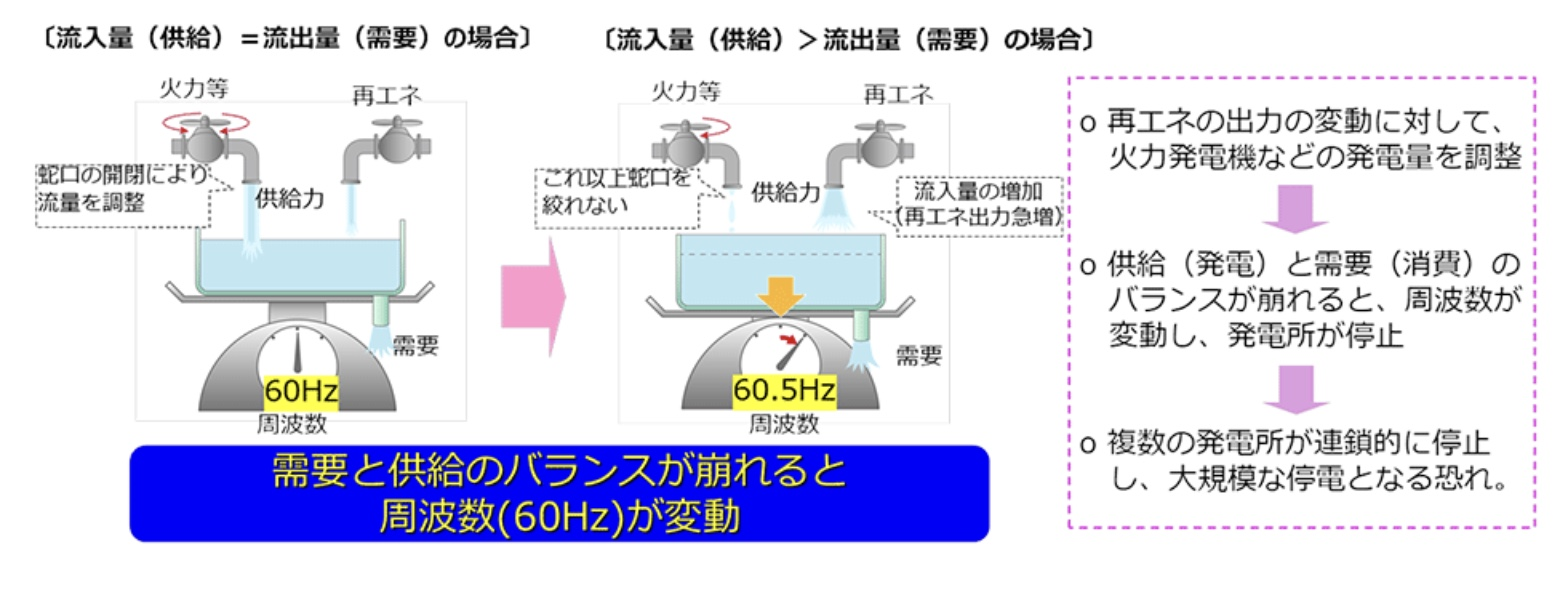 〔流入量（供給）＝流出量（需要）の場合〕
火力等
再エネ
蛇口の開閉により
流量を調整
供給力
需要
60Hz
周波数
〔流入量（供給）＞流出量（需要）の場合〕
火力等
再エネ
これ以上蛇口を
絞れない
供給力
流入量の増加
(再エネ出力急増)
需要
60.5Hz
周波数
需要と供給のバランスが崩れると
周波数(60Hz)が変動
o 再エネの出力の変動に対して、
火力発電機などの発電量を調整
o 供給（発電）と需要（消費）の
バランスが崩れると、周波数が
変動し、発電所が停止
o 複数の発電所が連鎖的に停止
し、大規模な停電となる恐れ。